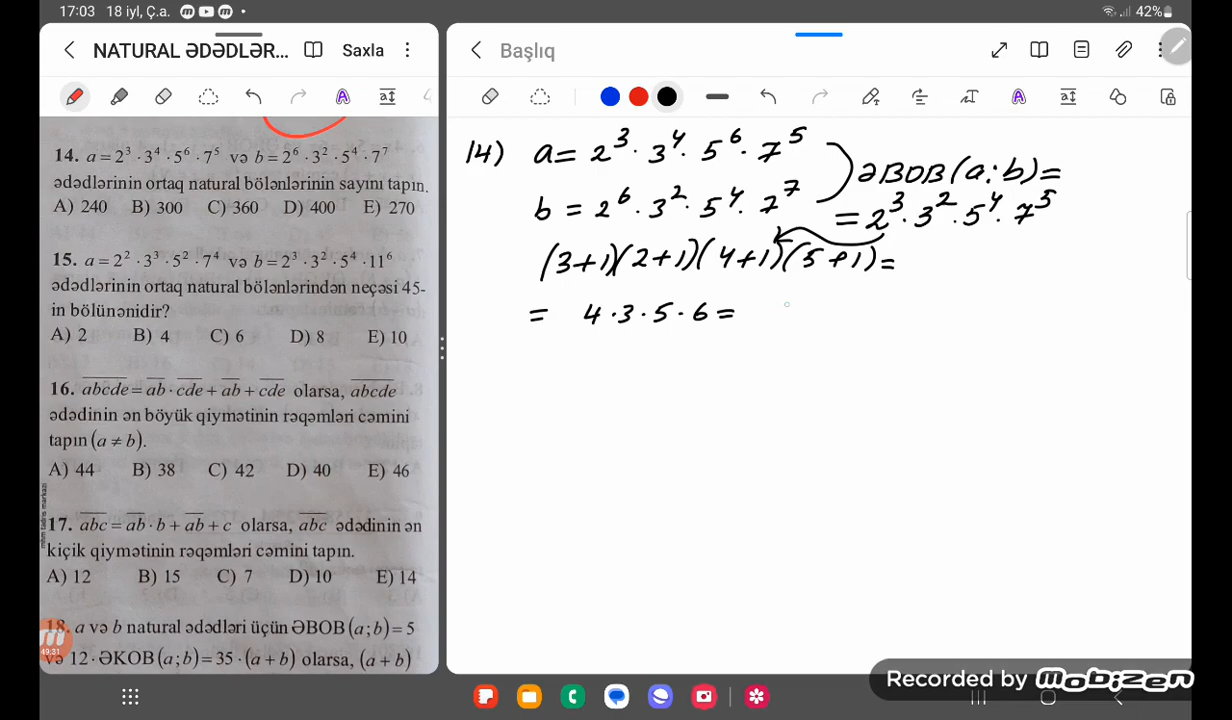 17:03 18 iyl, Ç.a. 42%
NATURAL ƏDƏDLƏR... Saxla
Başlıq
14. a = 2³ · 3⁴ · 5⁶ · 7⁵ və b = 2⁶ · 3² · 5⁴ · 7⁷
ədədlərinin ortaq natural bölənlərinin sayını tapın.
A) 240 B) 300 C) 360 D) 400 E) 270
15. a = 2² · 3³ · 5² · 7⁴ və b = 2³ · 3² · 5⁴ · 11⁶
ədədlərinin ortaq natural bölənlərindən neçəsi 45-
in bölünənidir?
A) 2 B) 4 C) 6 D) 8 E) 10
16. abcde = ab · cde + ab + cde olarsa, abcde
ədədinin ən böyük qiymətinin rəqəmləri cəmini
tapın (a ≠ b).
A) 44 B) 38 C) 42 D) 40 E) 46
17. abc = ab · b + ab + c olarsa, abc ədədinin ən
kiçik qiymətinin rəqəmləri cəmini tapın.
A) 12 B) 15 C) 7 D) 10 E) 14
18. a və b natural ədədləri üçün ƏBOB(a;b) = 5
və 12 · ƏKOB(a;b) = 35 · (a + b) olarsa, (a + b)
mhm tədris mərkəzi
49:31
14) a = 2³ · 3⁴ · 5⁶ · 7⁵
b = 2⁶ · 3² · 5⁴ · 7⁷
ƏBOB(a;b) =
= 2³ · 3² · 5⁴ · 7⁵
(3+1)(2+1)(4+1)(5+1) =
= 4 · 3 · 5 · 6 =
Recorded by mobizen